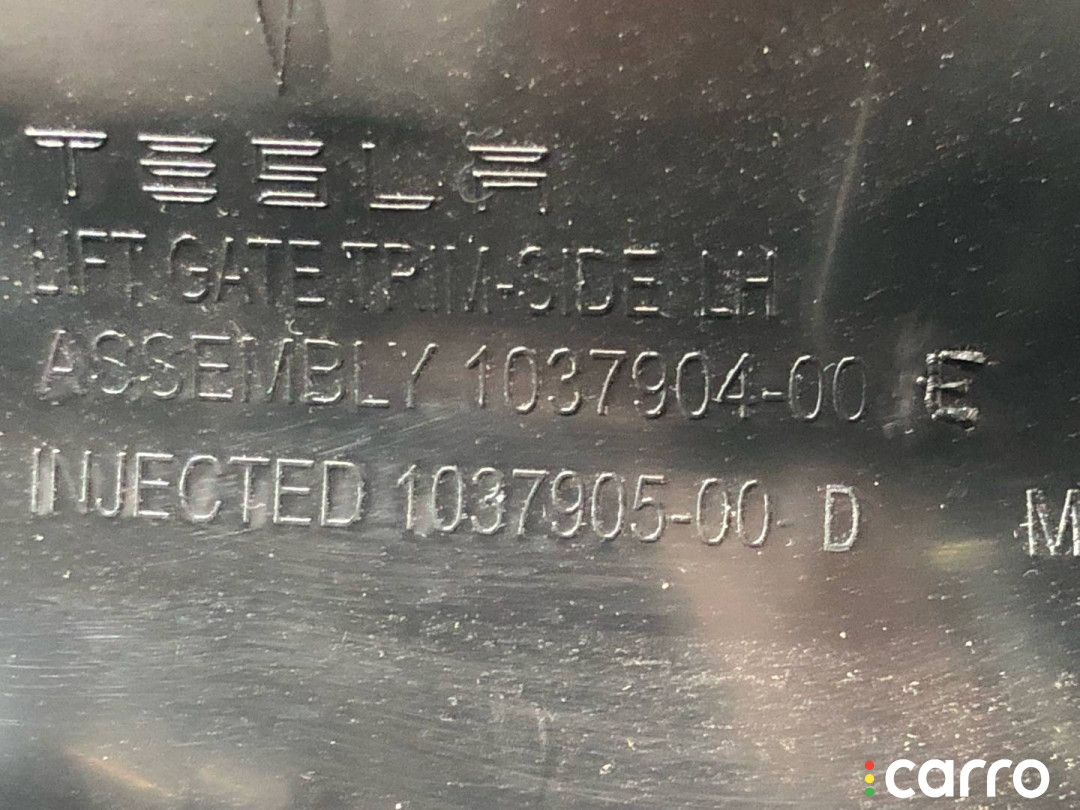 TESLA
LIFT GATE TRIM-SIDE, LH
ASSEMBLY 1037904-00 E
INJECTED 1037905-00 D M
carro